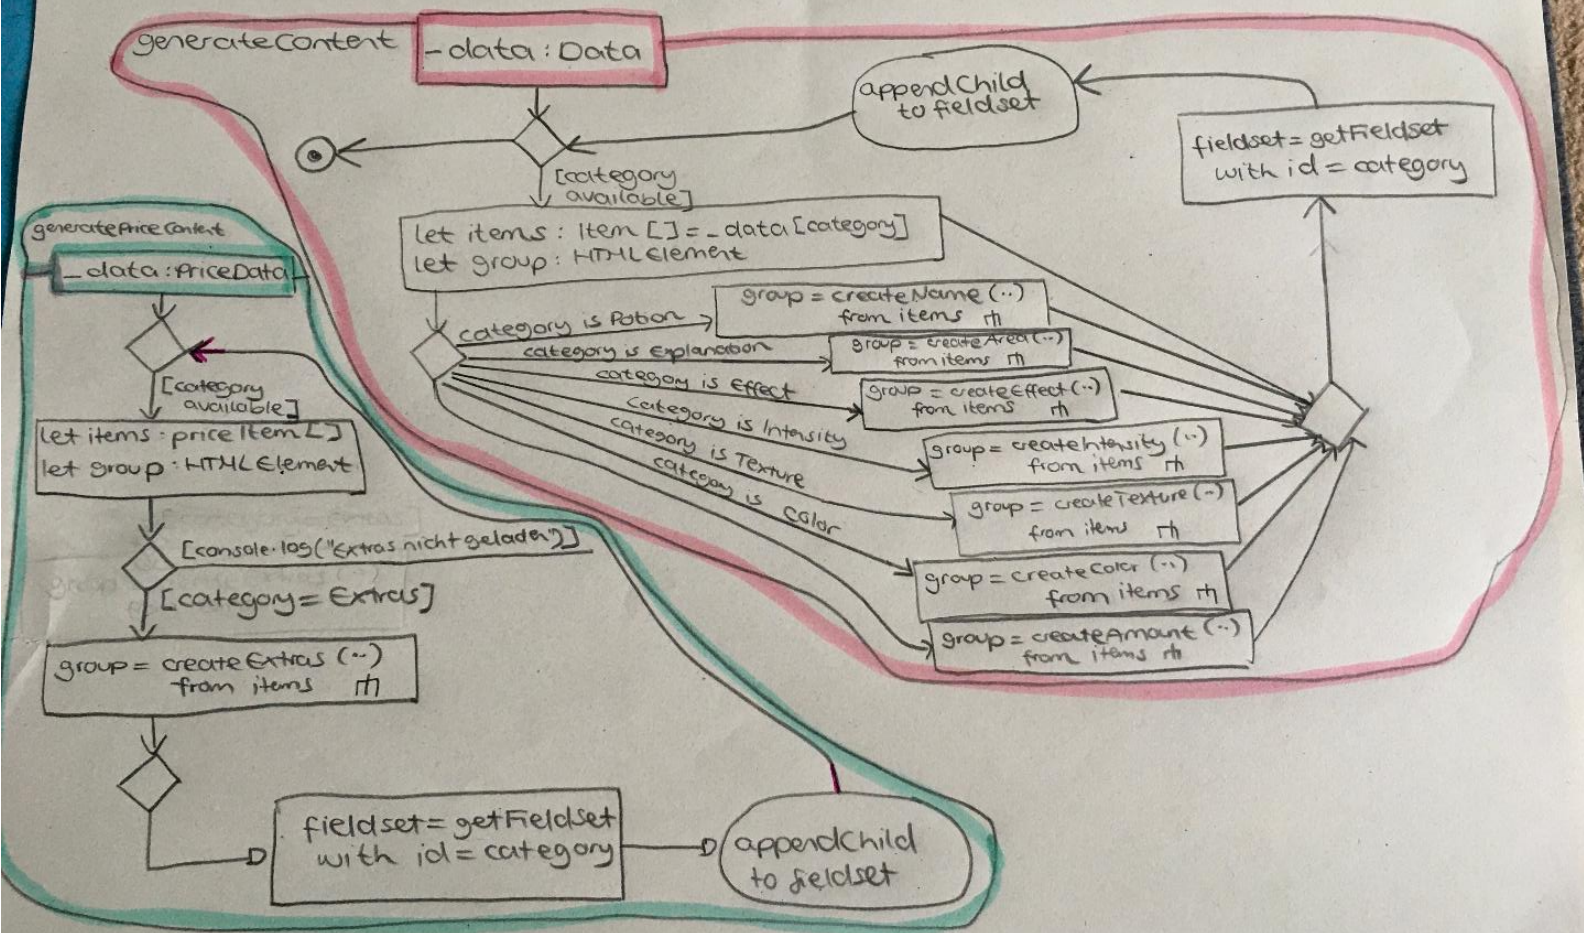 generateContent
-data:Data
appendChild
to fieldset
fieldset=getFieldset
with id=category
[category
available]
let items: Item[]=_data[category]
let group: HTMLElement
category is Potion
group=createName(..)
from items
category is Explanation
group=createArea(..)
from items
category is Effect
group=createEffect(..)
from items
category is Intensity
group=createIntensity(..)
from items
category is Texture
group=createTexture(..)
from items
category is Color
group=createColor(..)
from items
group=createAmount(..)
from items
generatePriceContent
_data:PriceData
[category
available]
let items:priceItem[]
let group:HTMLElement
[console.log("Extras nicht geladen")]
[category=Extras]
group=createExtras(..)
from items
fieldset=getFieldset
with id=category
appendChild
to fieldset